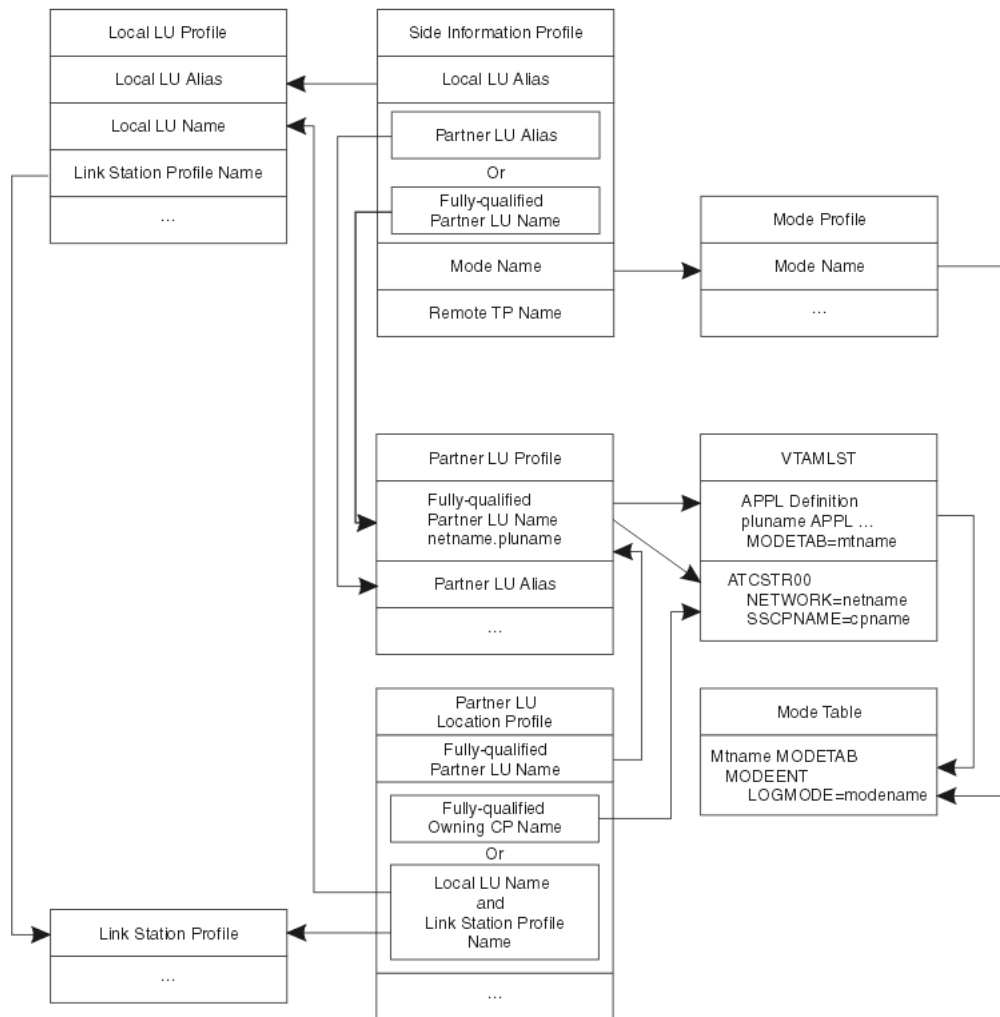 Local LU Profile
Local LU Alias
Local LU Name
Link Station Profile Name
...
Side Information Profile
Local LU Alias
Partner LU Alias
Or
Fully-qualified
Partner LU Name
Mode Name
Remote TP Name
Mode Profile
Mode Name
...
Partner LU Profile
Fully-qualified
Partner LU Name
netname.pluname
Partner LU Alias
...
VTAMLST
APPL Definition
pluname APPL ...
MODETAB=mtname
ATCSTR00
NETWORK=netname
SSCPNAME=cpname
Partner LU
Location Profile
Fully-qualified
Partner LU Name
Fully-qualified
Owning CP Name
Or
Local LU Name
and
Link Station Profile
Name
...
Mode Table
Mtname MODETAB
MODEENT
LOGMODE=modename
Link Station Profile
...